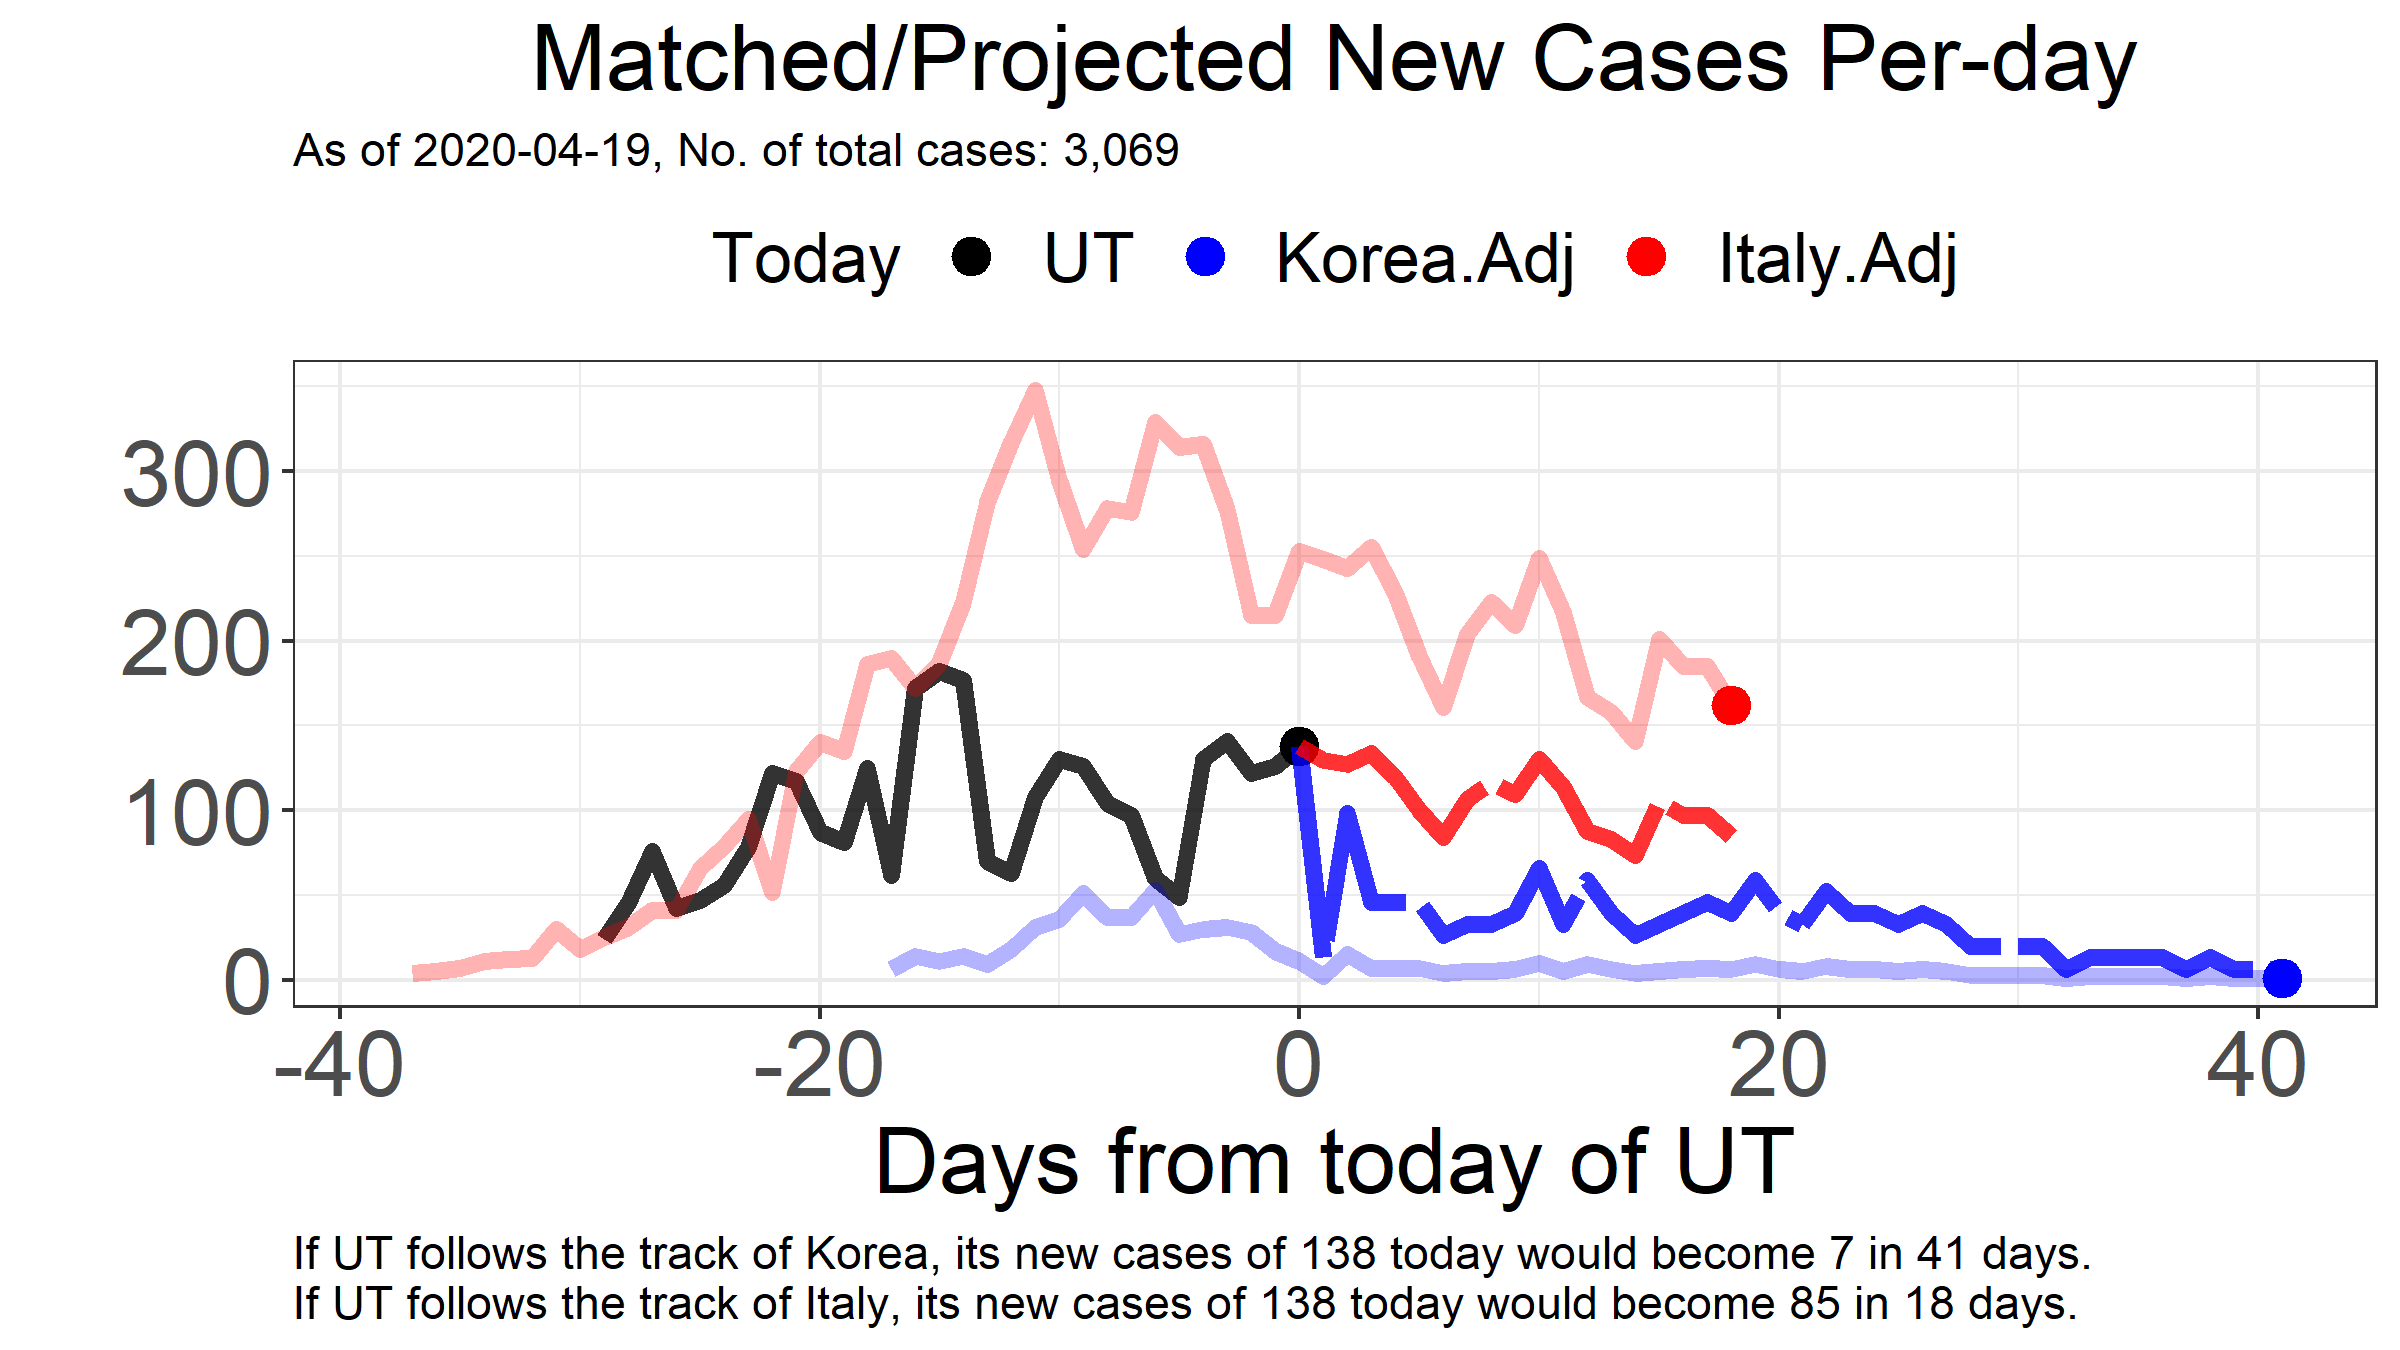 Matched/Projected New Cases Per-day
As of 2020-04-19, No. of total cases: 3,069
Today UT Korea.Adj Italy.Adj
300
200
100
0
-40 -20 0 20 40
Days from today of UT
If UT follows the track of Korea, its new cases of 138 today would become 7 in 41 days.
If UT follows the track of Italy, its new cases of 138 today would become 85 in 18 days.